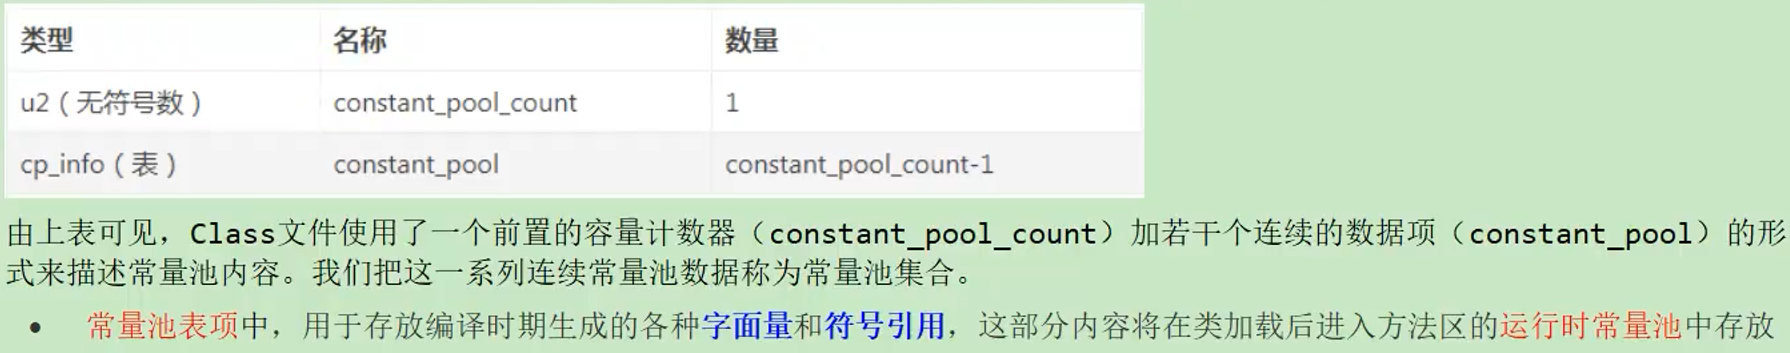 类型 名称 数量
u2（无符号数） constant_pool_count 1
cp_info（表） constant_pool constant_pool_count-1
由上表可见，Class文件使用了一个前置的容量计数器（constant_pool_count）加若干个连续的数据项（constant_pool）的形
式来描述常量池内容。我们把这一系列连续常量池数据称为常量池集合。
• 常量池表项中，用于存放编译时期生成的各种字面量和符号引用，这部分内容将在类加载后进入方法区的运行时常量池中存放